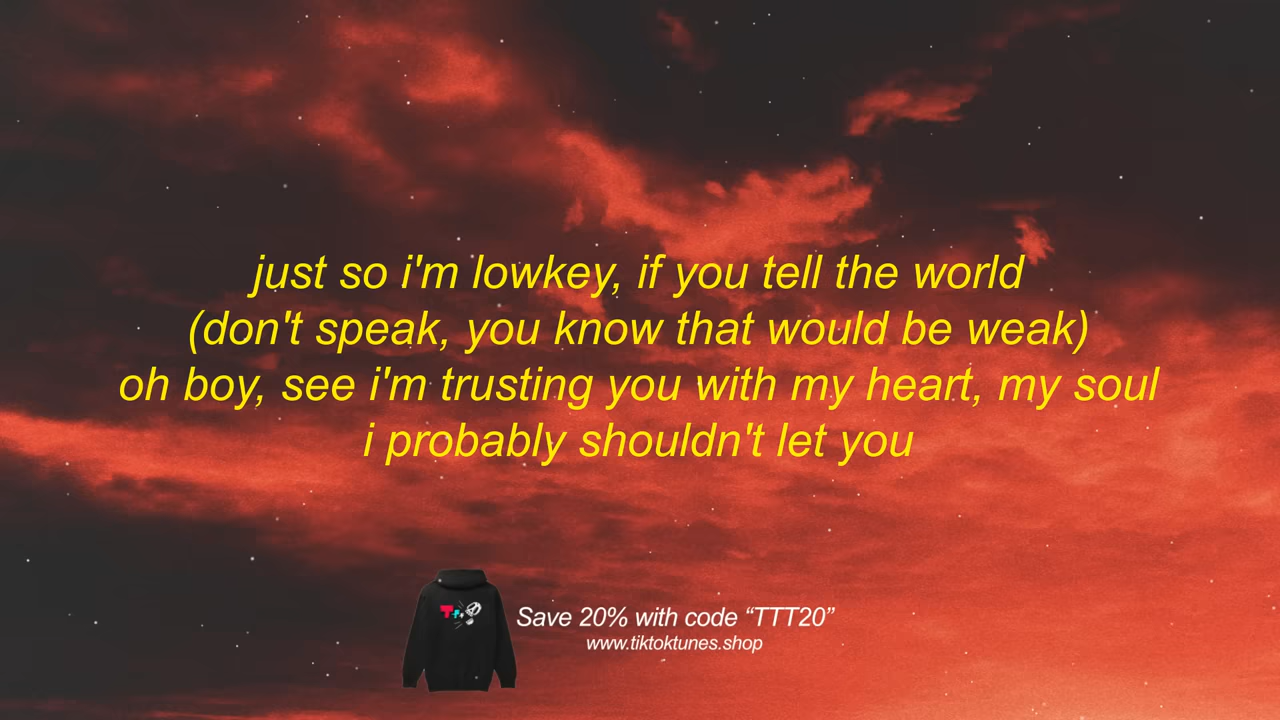 just so i'm lowkey, if you tell the world
(don't speak, you know that would be weak)
oh boy, see i'm trusting you with my heart, my soul
i probably shouldn't let you
Save 20% with code “TTT20”
www.tiktoktunes.shop